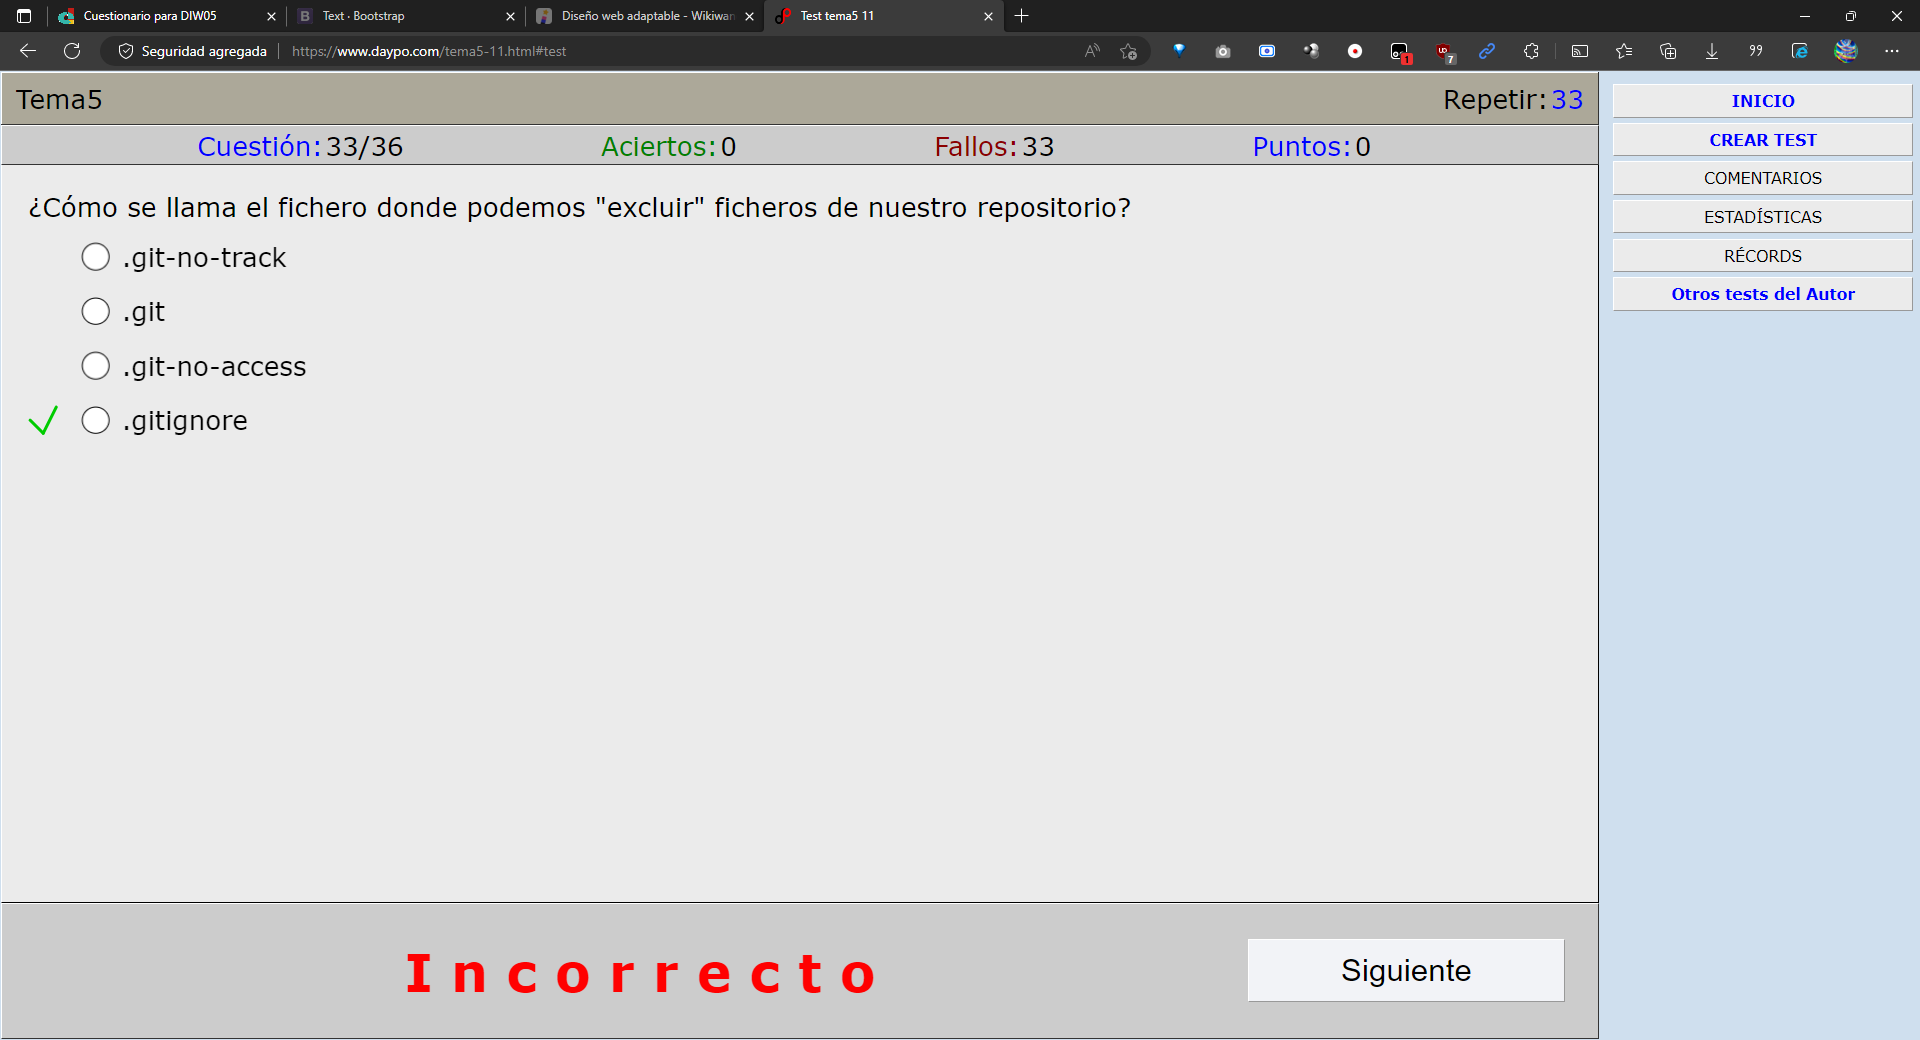 Cuestionario para DIW05
Text · Bootstrap
Diseño web adaptable - Wikiwan
Test tema5 11
Seguridad agregada
https://www.daypo.com/tema5-11.html#test
1
7
Tema5
Repetir: 33
Cuestión: 33/36
Aciertos: 0
Fallos: 33
Puntos: 0
¿Cómo se llama el fichero donde podemos "excluir" ficheros de nuestro repositorio?
.git-no-track
.git
.git-no-access
.gitignore
Incorrecto
Siguiente
INICIO
CREAR TEST
COMENTARIOS
ESTADÍSTICAS
RÉCORDS
Otros tests del Autor